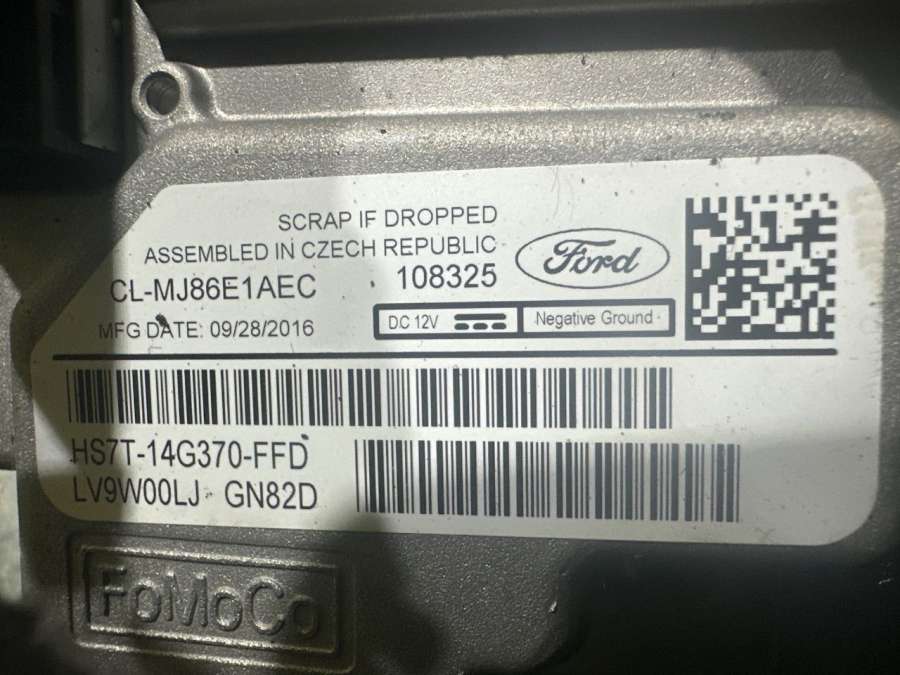 SCRAP IF DROPPED
ASSEMBLED IN CZECH REPUBLIC
CL-MJ86E1AEC 108325
Ford
MFG DATE: 09/28/2016
DC 12V
Negative Ground
HS7T-14G370-FFD
LV9W00LJ GN82D
FoMoCo